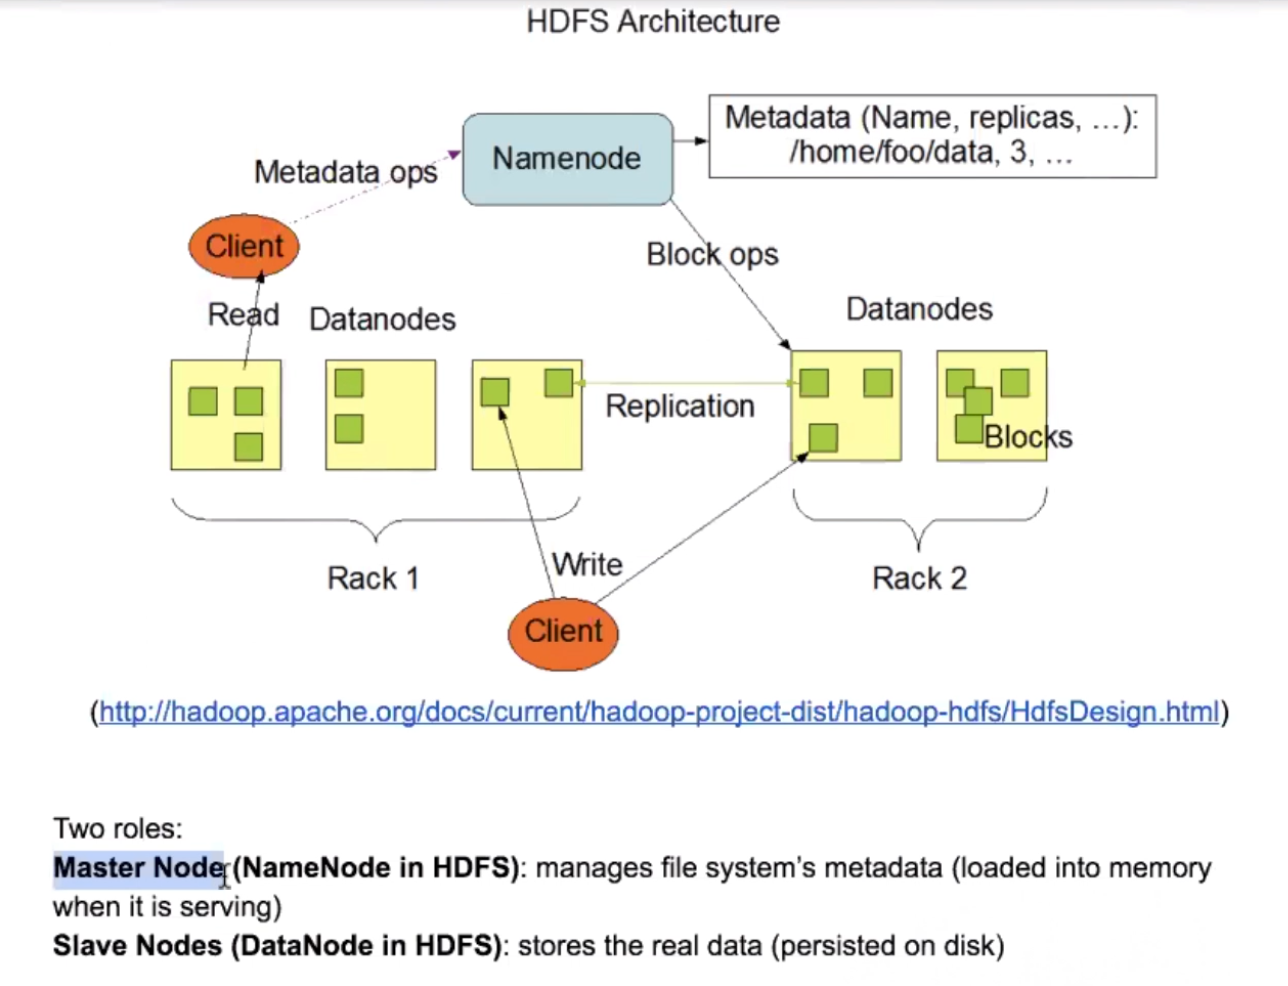 HDFS Architecture
Metadata (Name, replicas, ...):
/home/foo/data, 3, ...
Namenode
Metadata ops
Client
Block ops
Read
Datanodes
Datanodes
Replication
Blocks
Write
Rack 1
Rack 2
Client
(http://hadoop.apache.org/docs/current/hadoop-project-dist/hadoop-hdfs/HdfsDesign.html)
Two roles:
Master Node (NameNode in HDFS): manages file system's metadata (loaded into memory
when it is serving)
Slave Nodes (DataNode in HDFS): stores the real data (persisted on disk)